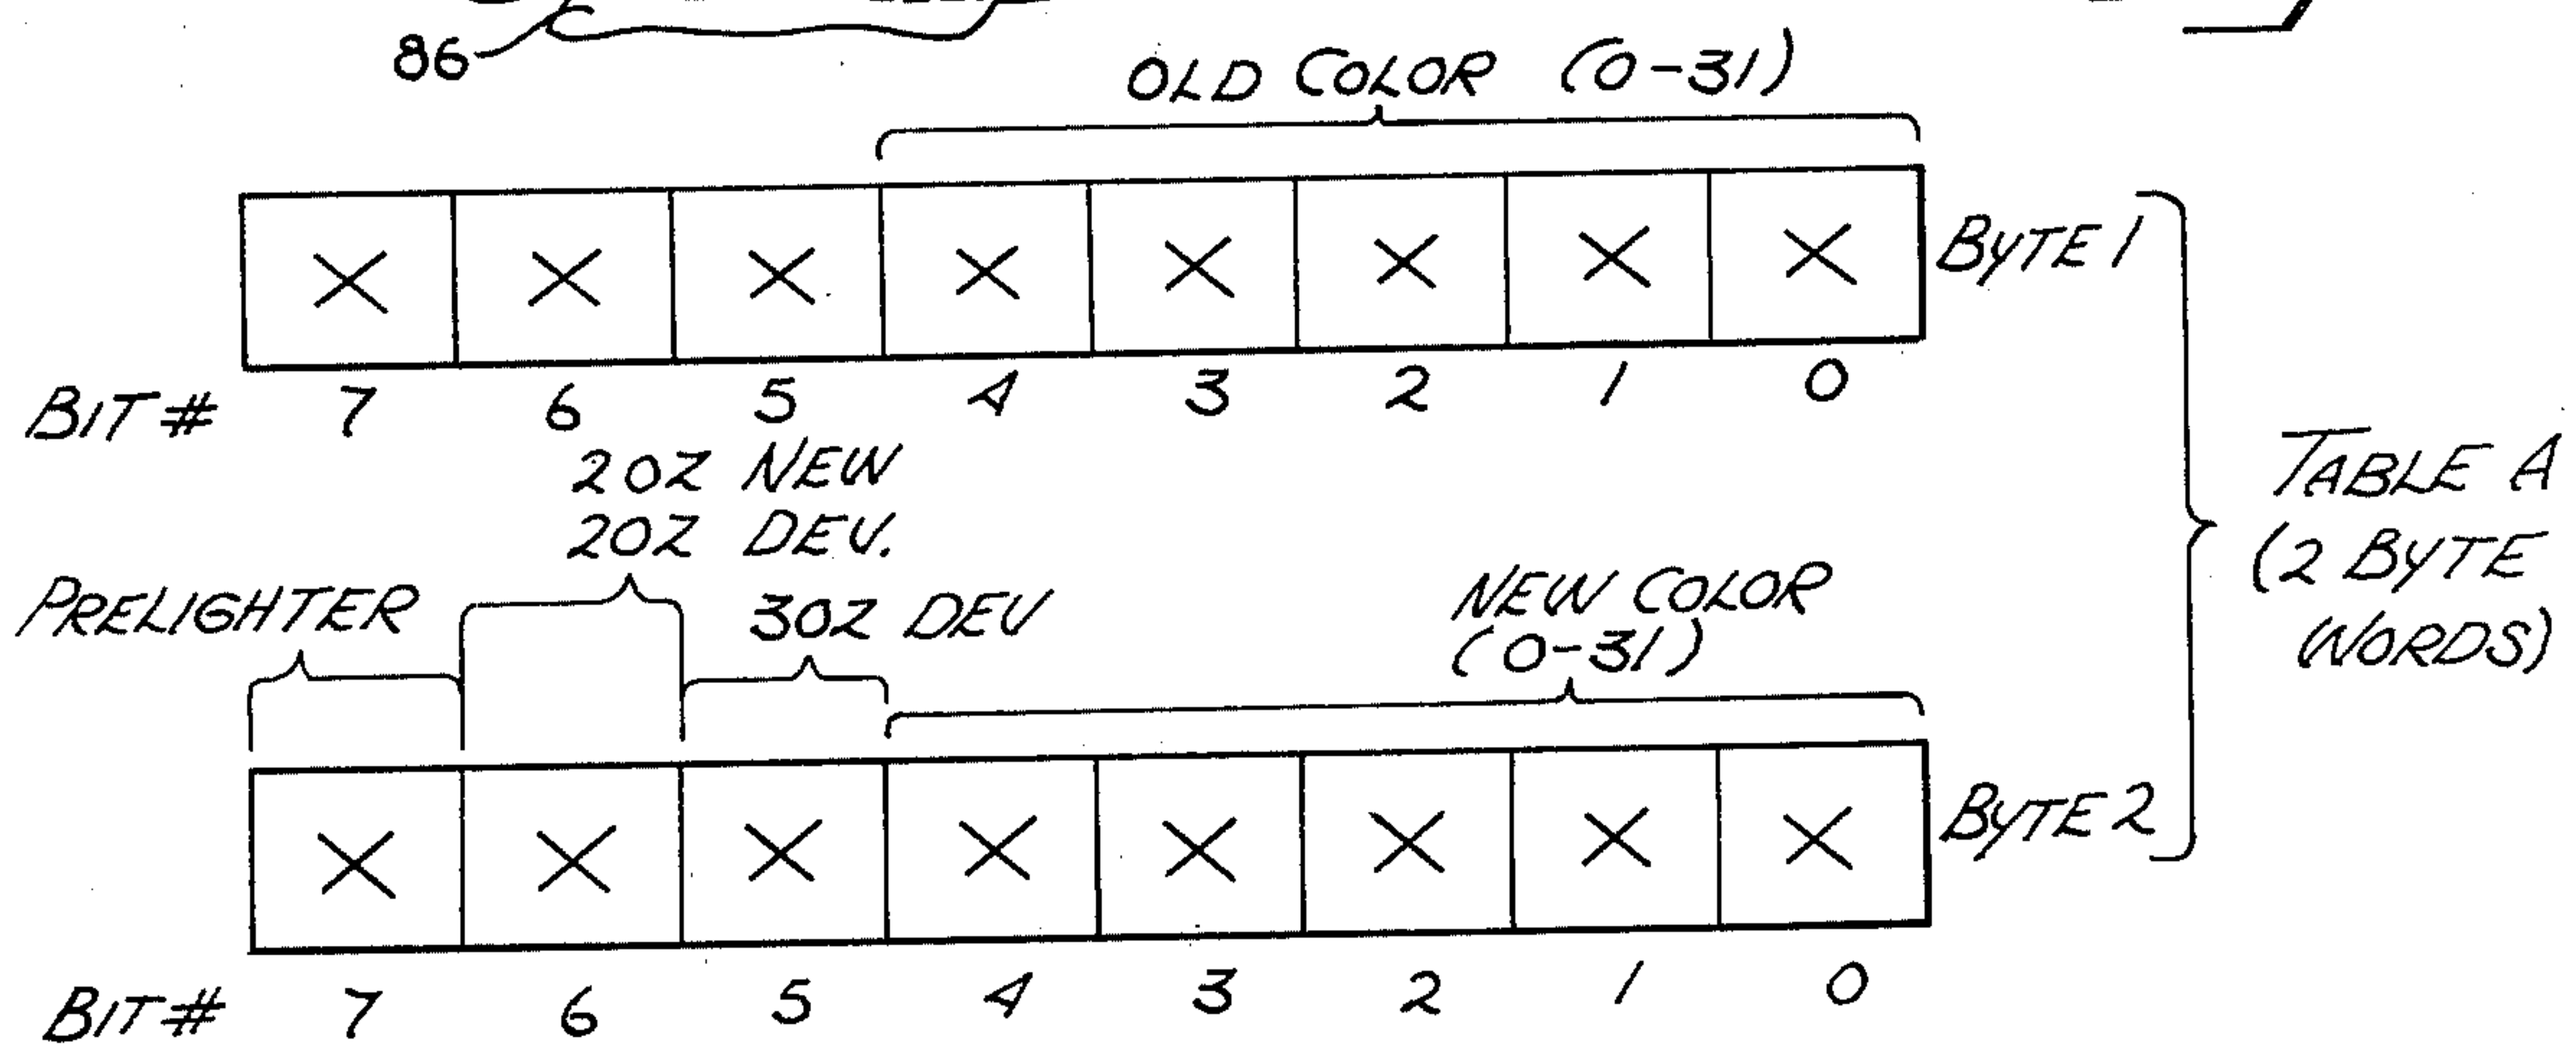 86
OLD COLOR (0-31)
X X X X X X X X BYTE 1
BIT # 7 6 5 4 3 2 1 0
2OZ NEW
2OZ DEV.
PRELIGHTER
3OZ DEV
NEW COLOR
(0-31)
TABLE A
(2 BYTE
WORDS)
X X X X X X X X BYTE 2
BIT # 7 6 5 4 3 2 1 0